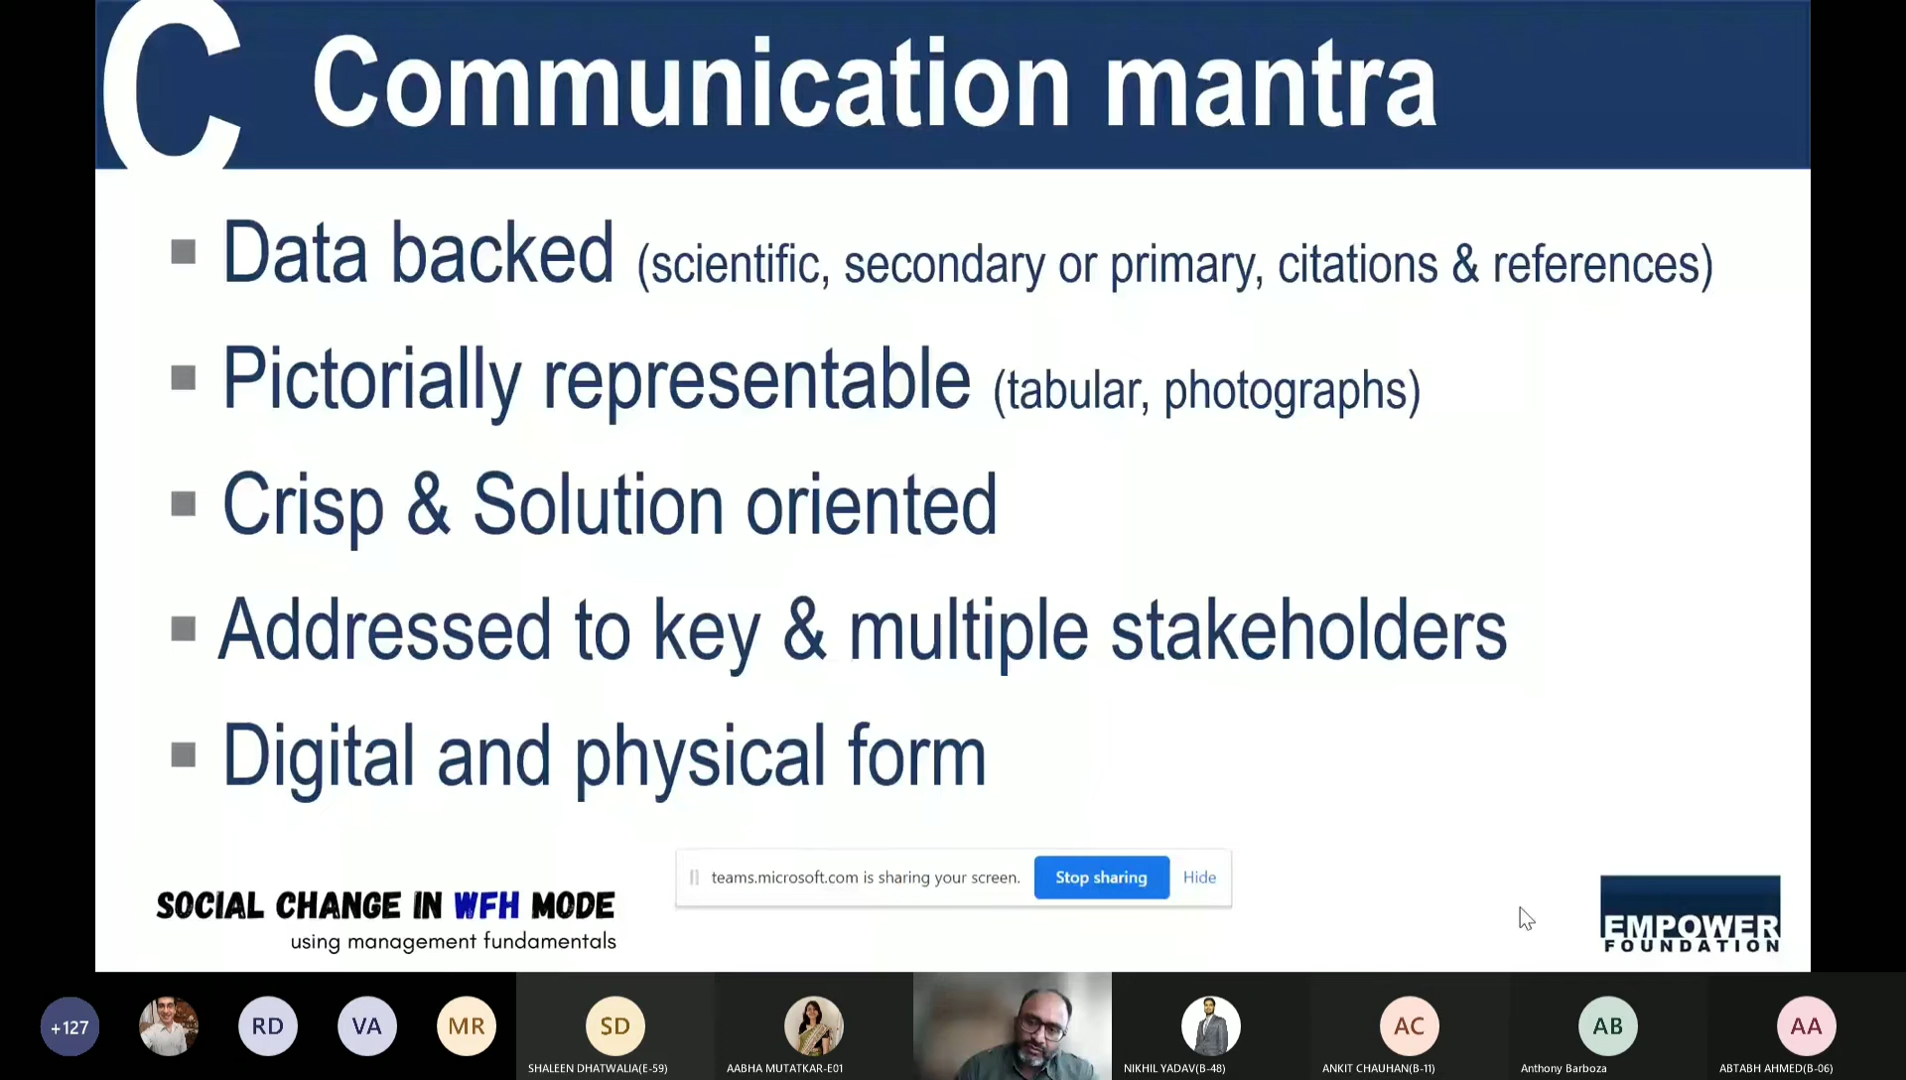 C Communication mantra
Data backed (scientific, secondary or primary, citations & references)
Pictorially representable (tabular, photographs)
Crisp & Solution oriented
Addressed to key & multiple stakeholders
Digital and physical form
teams.microsoft.com is sharing your screen. Stop sharing Hide
SOCIAL CHANGE IN WFH MODE
using management fundamentals
EMPOWER
FOUNDATION
+127 RD VA MR SD AC AB AA
SHALEEN DHATWALIA(E-59) AABHA MUTATKAR-E01 NIKHIL YADAV(B-48) ANKIT CHAUHAN(B-11) Anthony Barboza ABTABH AHMED(B-06)